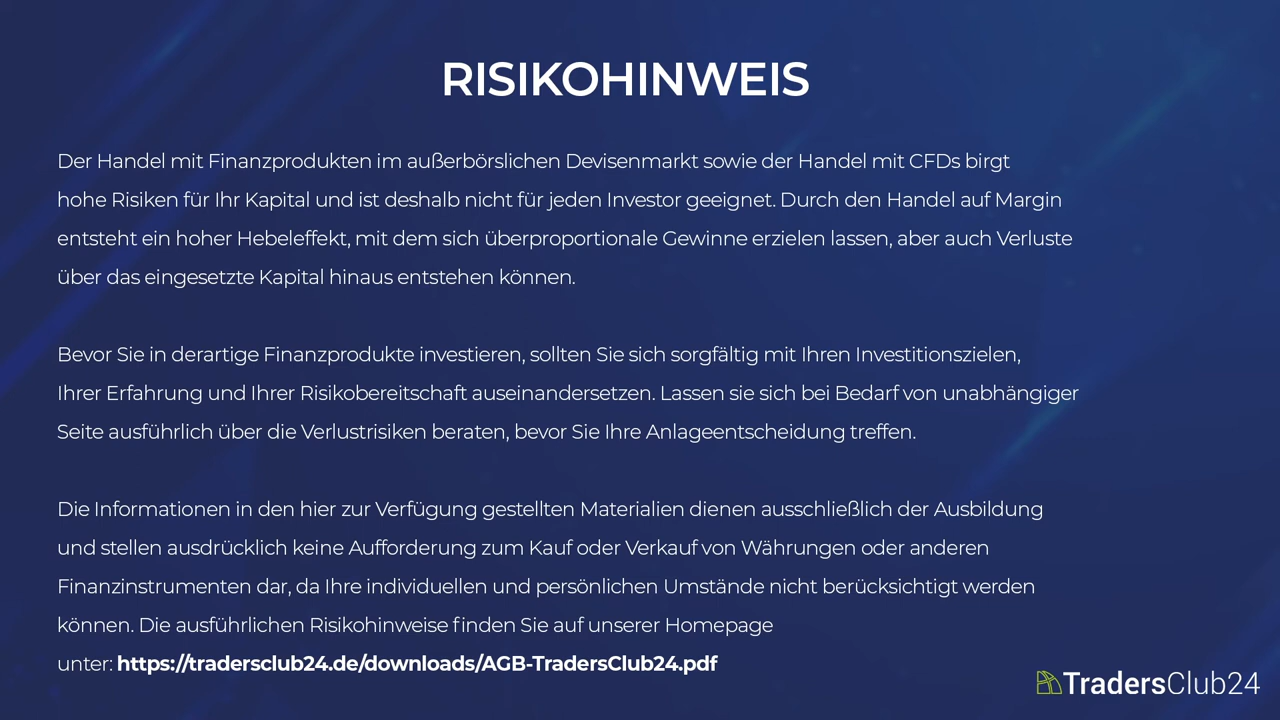 RISIKOHINWEIS
Der Handel mit Finanzprodukten im außerbörslichen Devisenmarkt sowie der Handel mit CFDs birgt
hohe Risiken für Ihr Kapital und ist deshalb nicht für jeden Investor geeignet. Durch den Handel auf Margin
entsteht ein hoher Hebeleffekt, mit dem sich überproportionale Gewinne erzielen lassen, aber auch Verluste
über das eingesetzte Kapital hinaus entstehen können.
Bevor Sie in derartige Finanzprodukte investieren, sollten Sie sich sorgfältig mit Ihren Investitionszielen,
Ihrer Erfahrung und Ihrer Risikobereitschaft auseinandersetzen. Lassen sie sich bei Bedarf von unabhängiger
Seite ausführlich über die Verlustrisiken beraten, bevor Sie Ihre Anlageentscheidung treffen.
Die Informationen in den hier zur Verfügung gestellten Materialien dienen ausschließlich der Ausbildung
und stellen ausdrücklich keine Aufforderung zum Kauf oder Verkauf von Währungen oder anderen
Finanzinstrumenten dar, da Ihre individuellen und persönlichen Umstände nicht berücksichtigt werden
können. Die ausführlichen Risikohinweise finden Sie auf unserer Homepage
unter: https://tradersclub24.de/downloads/AGB-TradersClub24.pdf
TradersClub24